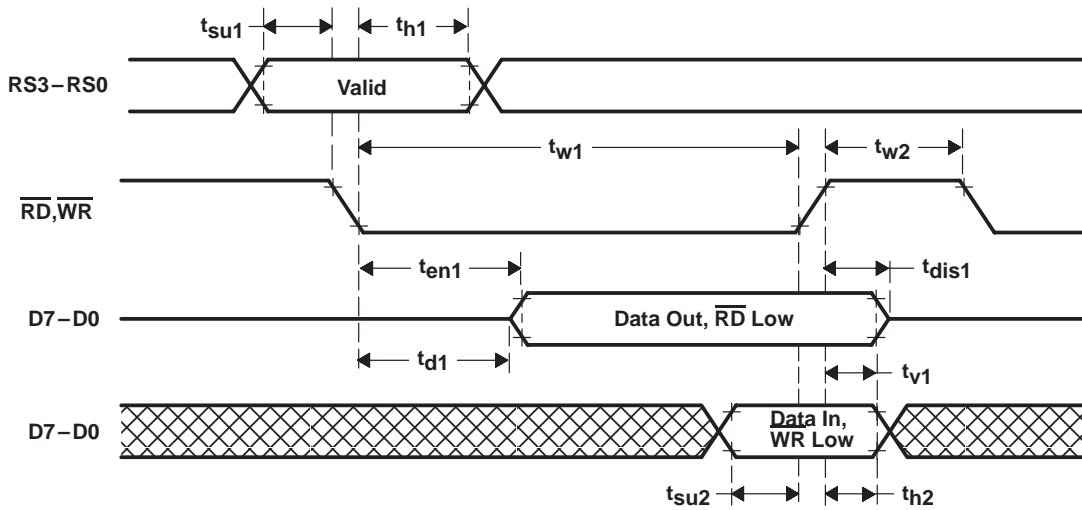 tsu1
th1
RS3–RS0
Valid
tw1
tw2
RD,WR
ten1
tdis1
D7–D0
Data Out, RD Low
td1
tv1
D7–D0
Data In,
WR Low
tsu2
th2